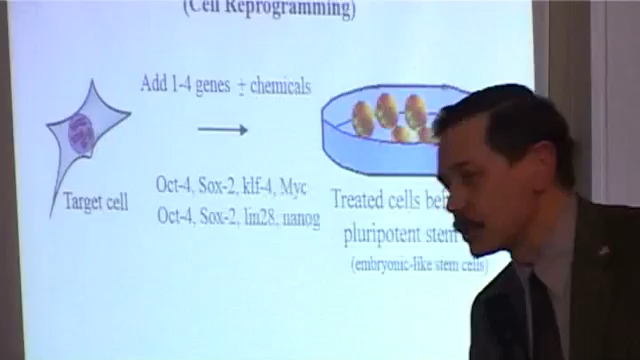 (Cell Reprogramming)
Add 1-4 genes ± chemicals
Oct-4, Sox-2, klf-4, Myc
Oct-4, Sox-2, lin28, nanog
Target cell
Treated cells
pluripotent stem
(embryonic-like stem cells)